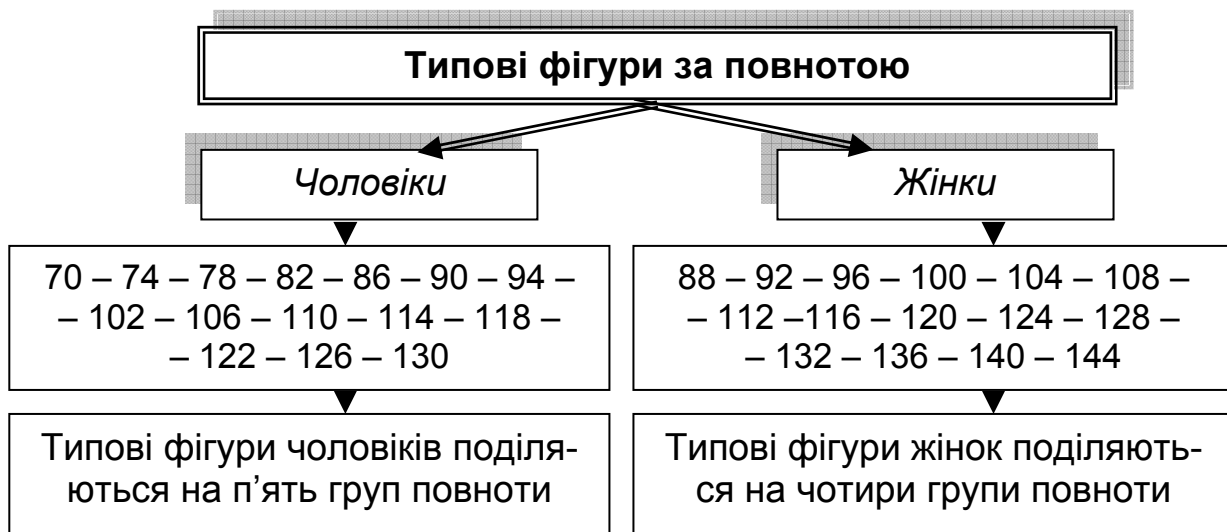 Типові фігури за повнотою
Чоловіки
70 – 74 – 78 – 82 – 86 – 90 – 94 –
– 102 – 106 – 110 – 114 – 118 –
– 122 – 126 – 130
Типові фігури чоловіків поділя-
ються на п’ять груп повноти
Жінки
88 – 92 – 96 – 100 – 104 – 108 –
– 112 –116 – 120 – 124 – 128 –
– 132 – 136 – 140 – 144
Типові фігури жінок поділяють-
ся на чотири групи повноти